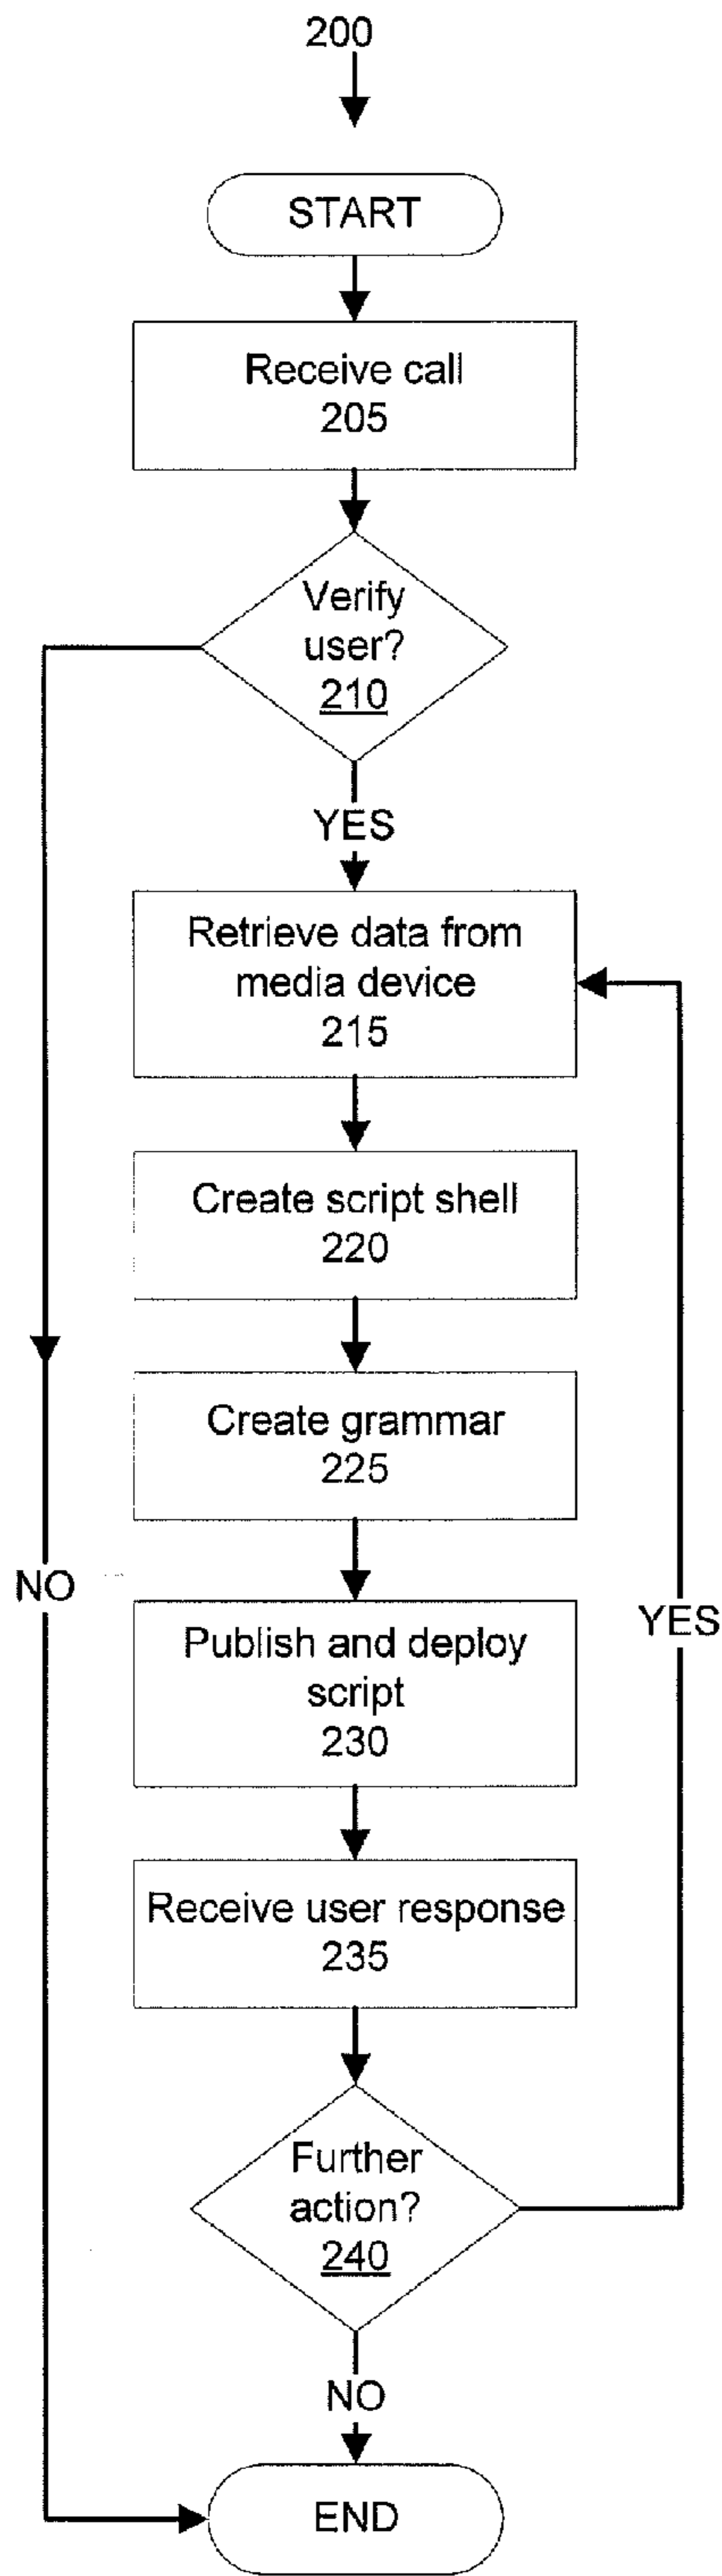 200
START
Receive call
205
Verify
user?
210
YES
Retrieve data from
media device
215
Create script shell
220
Create grammar
225
NO
Publish and deploy
script
230
YES
Receive user response
235
Further
action?
240
NO
END